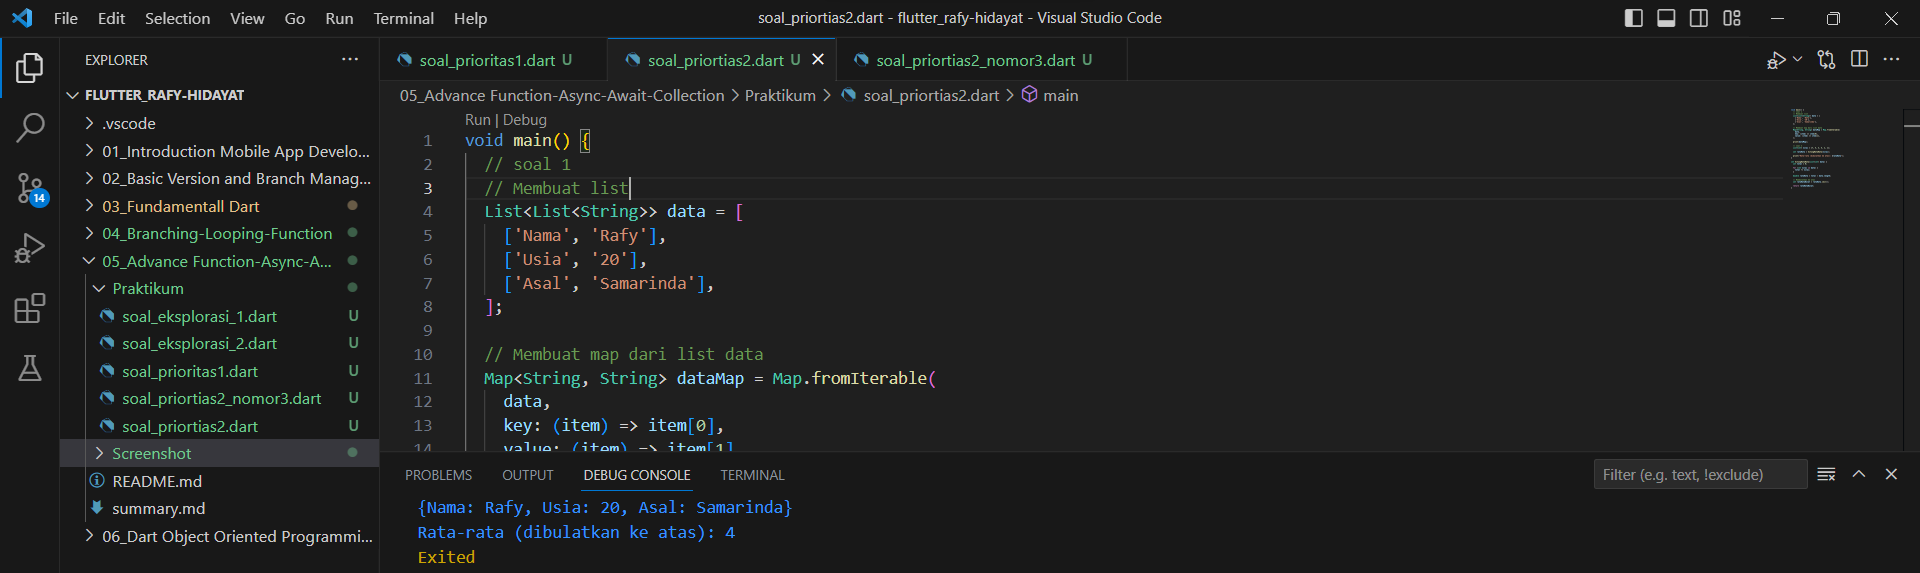 File Edit Selection View Go Run Terminal Help
soal_priortias2.dart - flutter_rafy-hidayat - Visual Studio Code
EXPLORER
FLUTTER_RAFY-HIDAYAT
.vscode
01_Introduction Mobile App Develo...
02_Basic Version and Branch Manag...
03_Fundamentall Dart
04_Branching-Looping-Function
05_Advance Function-Async-A...
Praktikum
soal_eksplorasi_1.dart U
soal_eksplorasi_2.dart U
soal_prioritas1.dart U
soal_priortias2_nomor3.dart U
soal_priortias2.dart U
Screenshot
README.md
summary.md
06_Dart Object Oriented Programmi...
14
soal_prioritas1.dart U
soal_priortias2.dart U
soal_priortias2_nomor3.dart U
05_Advance Function-Async-Await-Collection > Praktikum > soal_priortias2.dart > main
Run | Debug
1 void main() {
2 // soal 1
3 // Membuat list
4 List<List<String>> data = [
5 ['Nama', 'Rafy'],
6 ['Usia', '20'],
7 ['Asal', 'Samarinda'],
8 ];
9
10 // Membuat map dari list data
11 Map<String, String> dataMap = Map.fromIterable(
12 data,
13 key: (item) => item[0],
14 value: (item) => item[1]
PROBLEMS OUTPUT DEBUG CONSOLE TERMINAL
Filter (e.g. text, !exclude)
{Nama: Rafy, Usia: 20, Asal: Samarinda}
Rata-rata (dibulatkan ke atas): 4
Exited